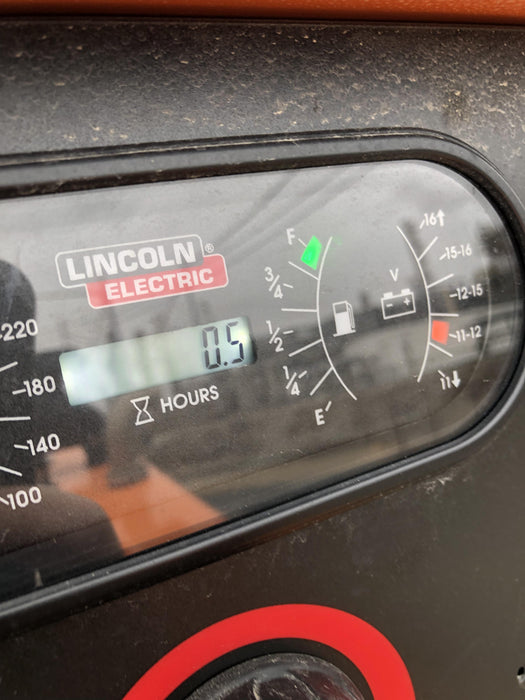 LINCOLN®
ELECTRIC
0.5
HOURS
220
180
140
100
F
3/4
1/2
1/4
E
V
- +
16↑
15-16
12-15
11-12
11↓